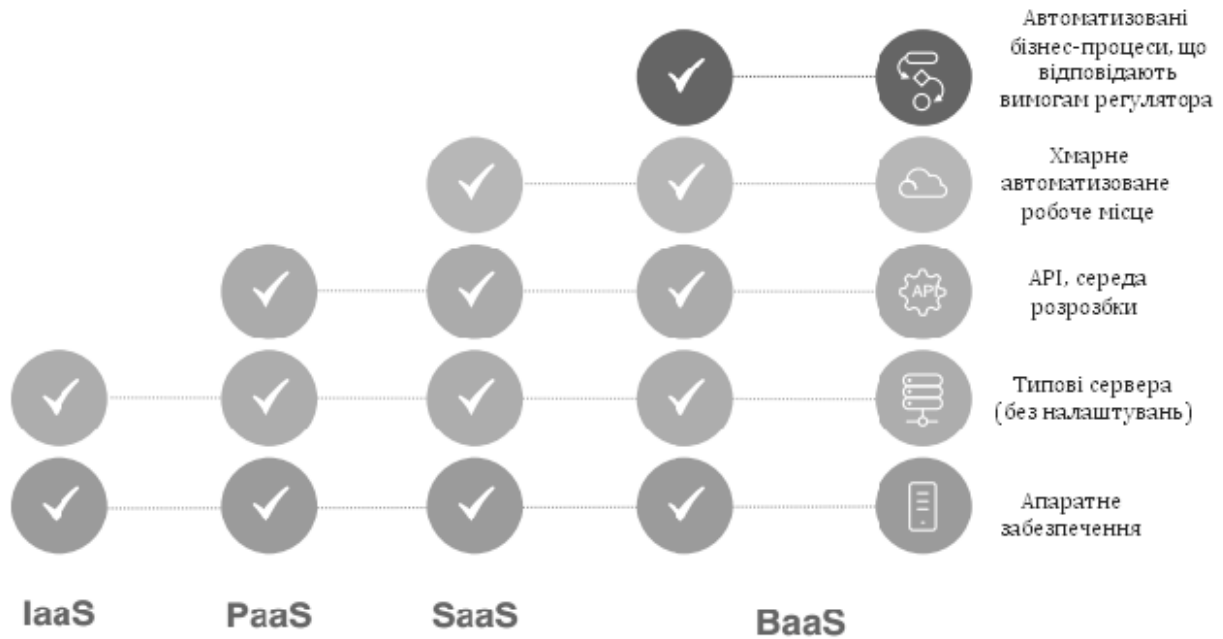 Автоматизовані
бізнес-процеси, що
відповідають
вимогам регулятора
Хмарне
автоматизоване
робоче місце
API
API, середа
розрозбки
Типові сервера
(без налаштувань)
Апаратне
забезпечення
IaaS
PaaS
SaaS
BaaS